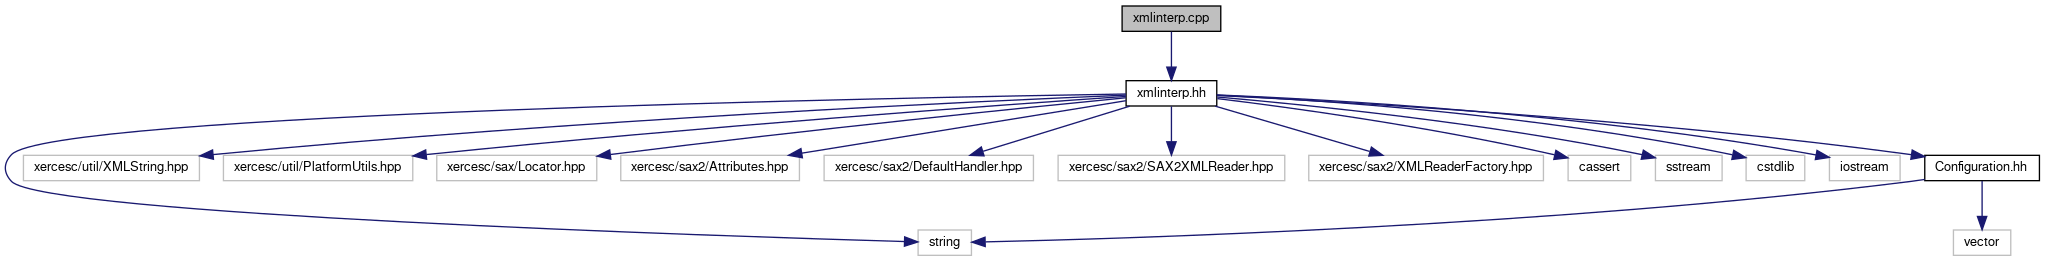 xmlinterp.cpp
xmlinterp.hh
xercesc/util/XMLString.hpp
xercesc/util/PlatformUtils.hpp
xercesc/sax/Locator.hpp
xercesc/sax2/Attributes.hpp
xercesc/sax2/DefaultHandler.hpp
xercesc/sax2/SAX2XMLReader.hpp
xercesc/sax2/XMLReaderFactory.hpp
cassert
sstream
cstdlib
iostream
Configuration.hh
string
vector